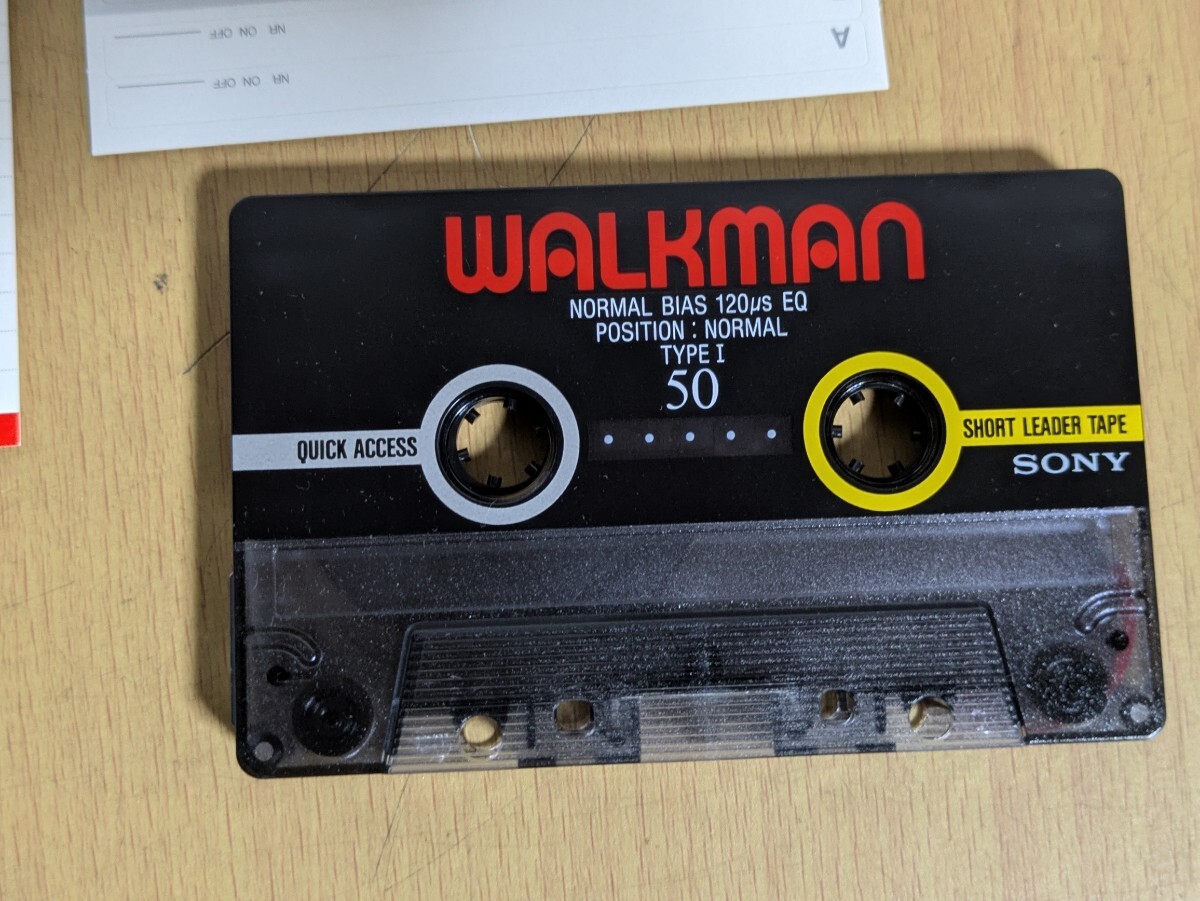 NR ON OFF
NR ON OFF
A
WALKMAN
NORMAL BIAS 120μs EQ
POSITION : NORMAL
TYPE I
50
QUICK ACCESS
SHORT LEADER TAPE
SONY